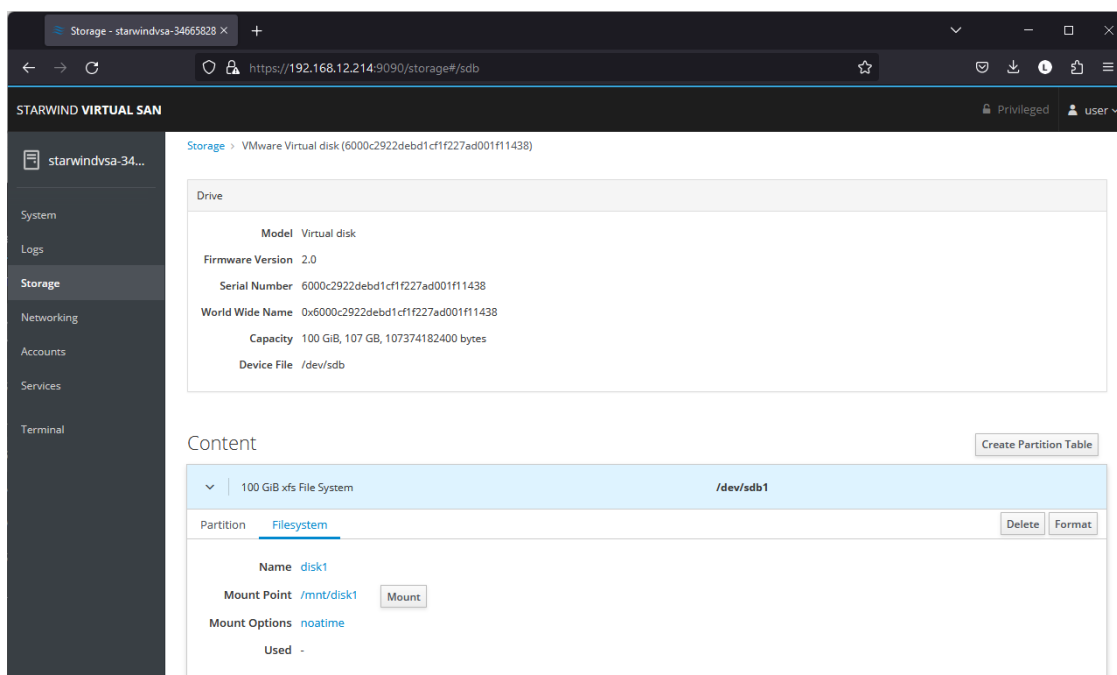 Storage - starwindvsa-34665828
https://192.168.12.214:9090/storage#/sdb
L
STARWIND VIRTUAL SAN
Privileged
user
starwindvsa-34...
Storage > VMware Virtual disk (6000c2922debd1cf1f227ad001f11438)
System
Logs
Storage
Networking
Accounts
Services
Terminal
Drive
Model Virtual disk
Firmware Version 2.0
Serial Number 6000c2922debd1cf1f227ad001f11438
World Wide Name 0x6000c2922debd1cf1f227ad001f11438
Capacity 100 GiB, 107 GB, 107374182400 bytes
Device File /dev/sdb
Content
Create Partition Table
100 GiB xfs File System /dev/sdb1
Partition Filesystem Delete Format
Name disk1
Mount Point /mnt/disk1 Mount
Mount Options noatime
Used -